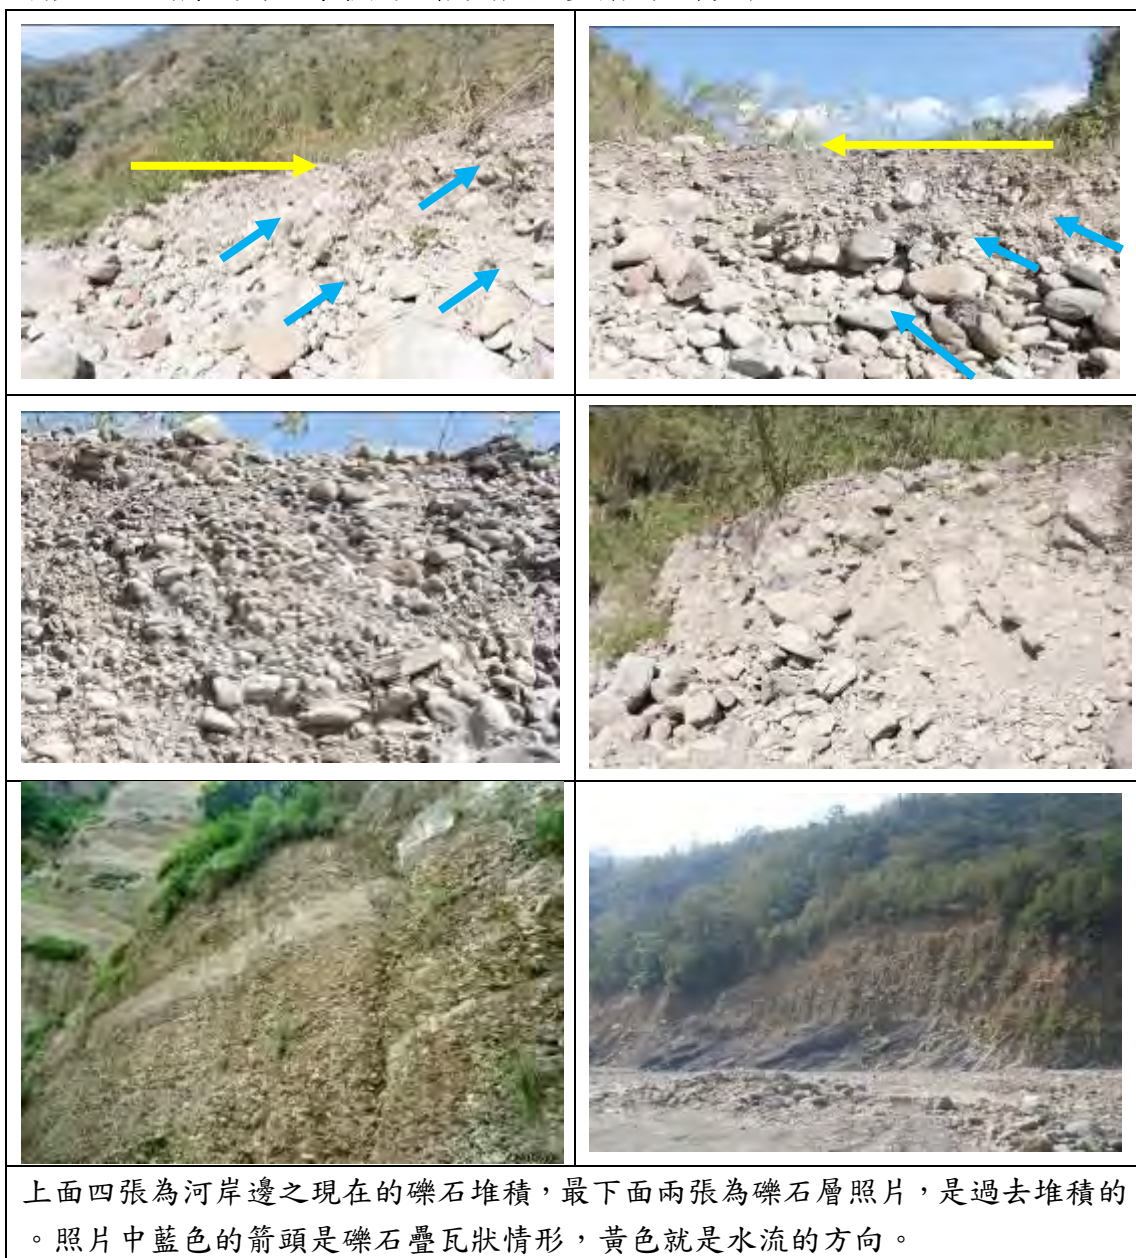 上面四張為河岸邊之現在的礫石堆積，最下面兩張為礫石層照片，是過去堆積的
。照片中藍色的箭頭是礫石疊瓦狀情形，黃色就是水流的方向。